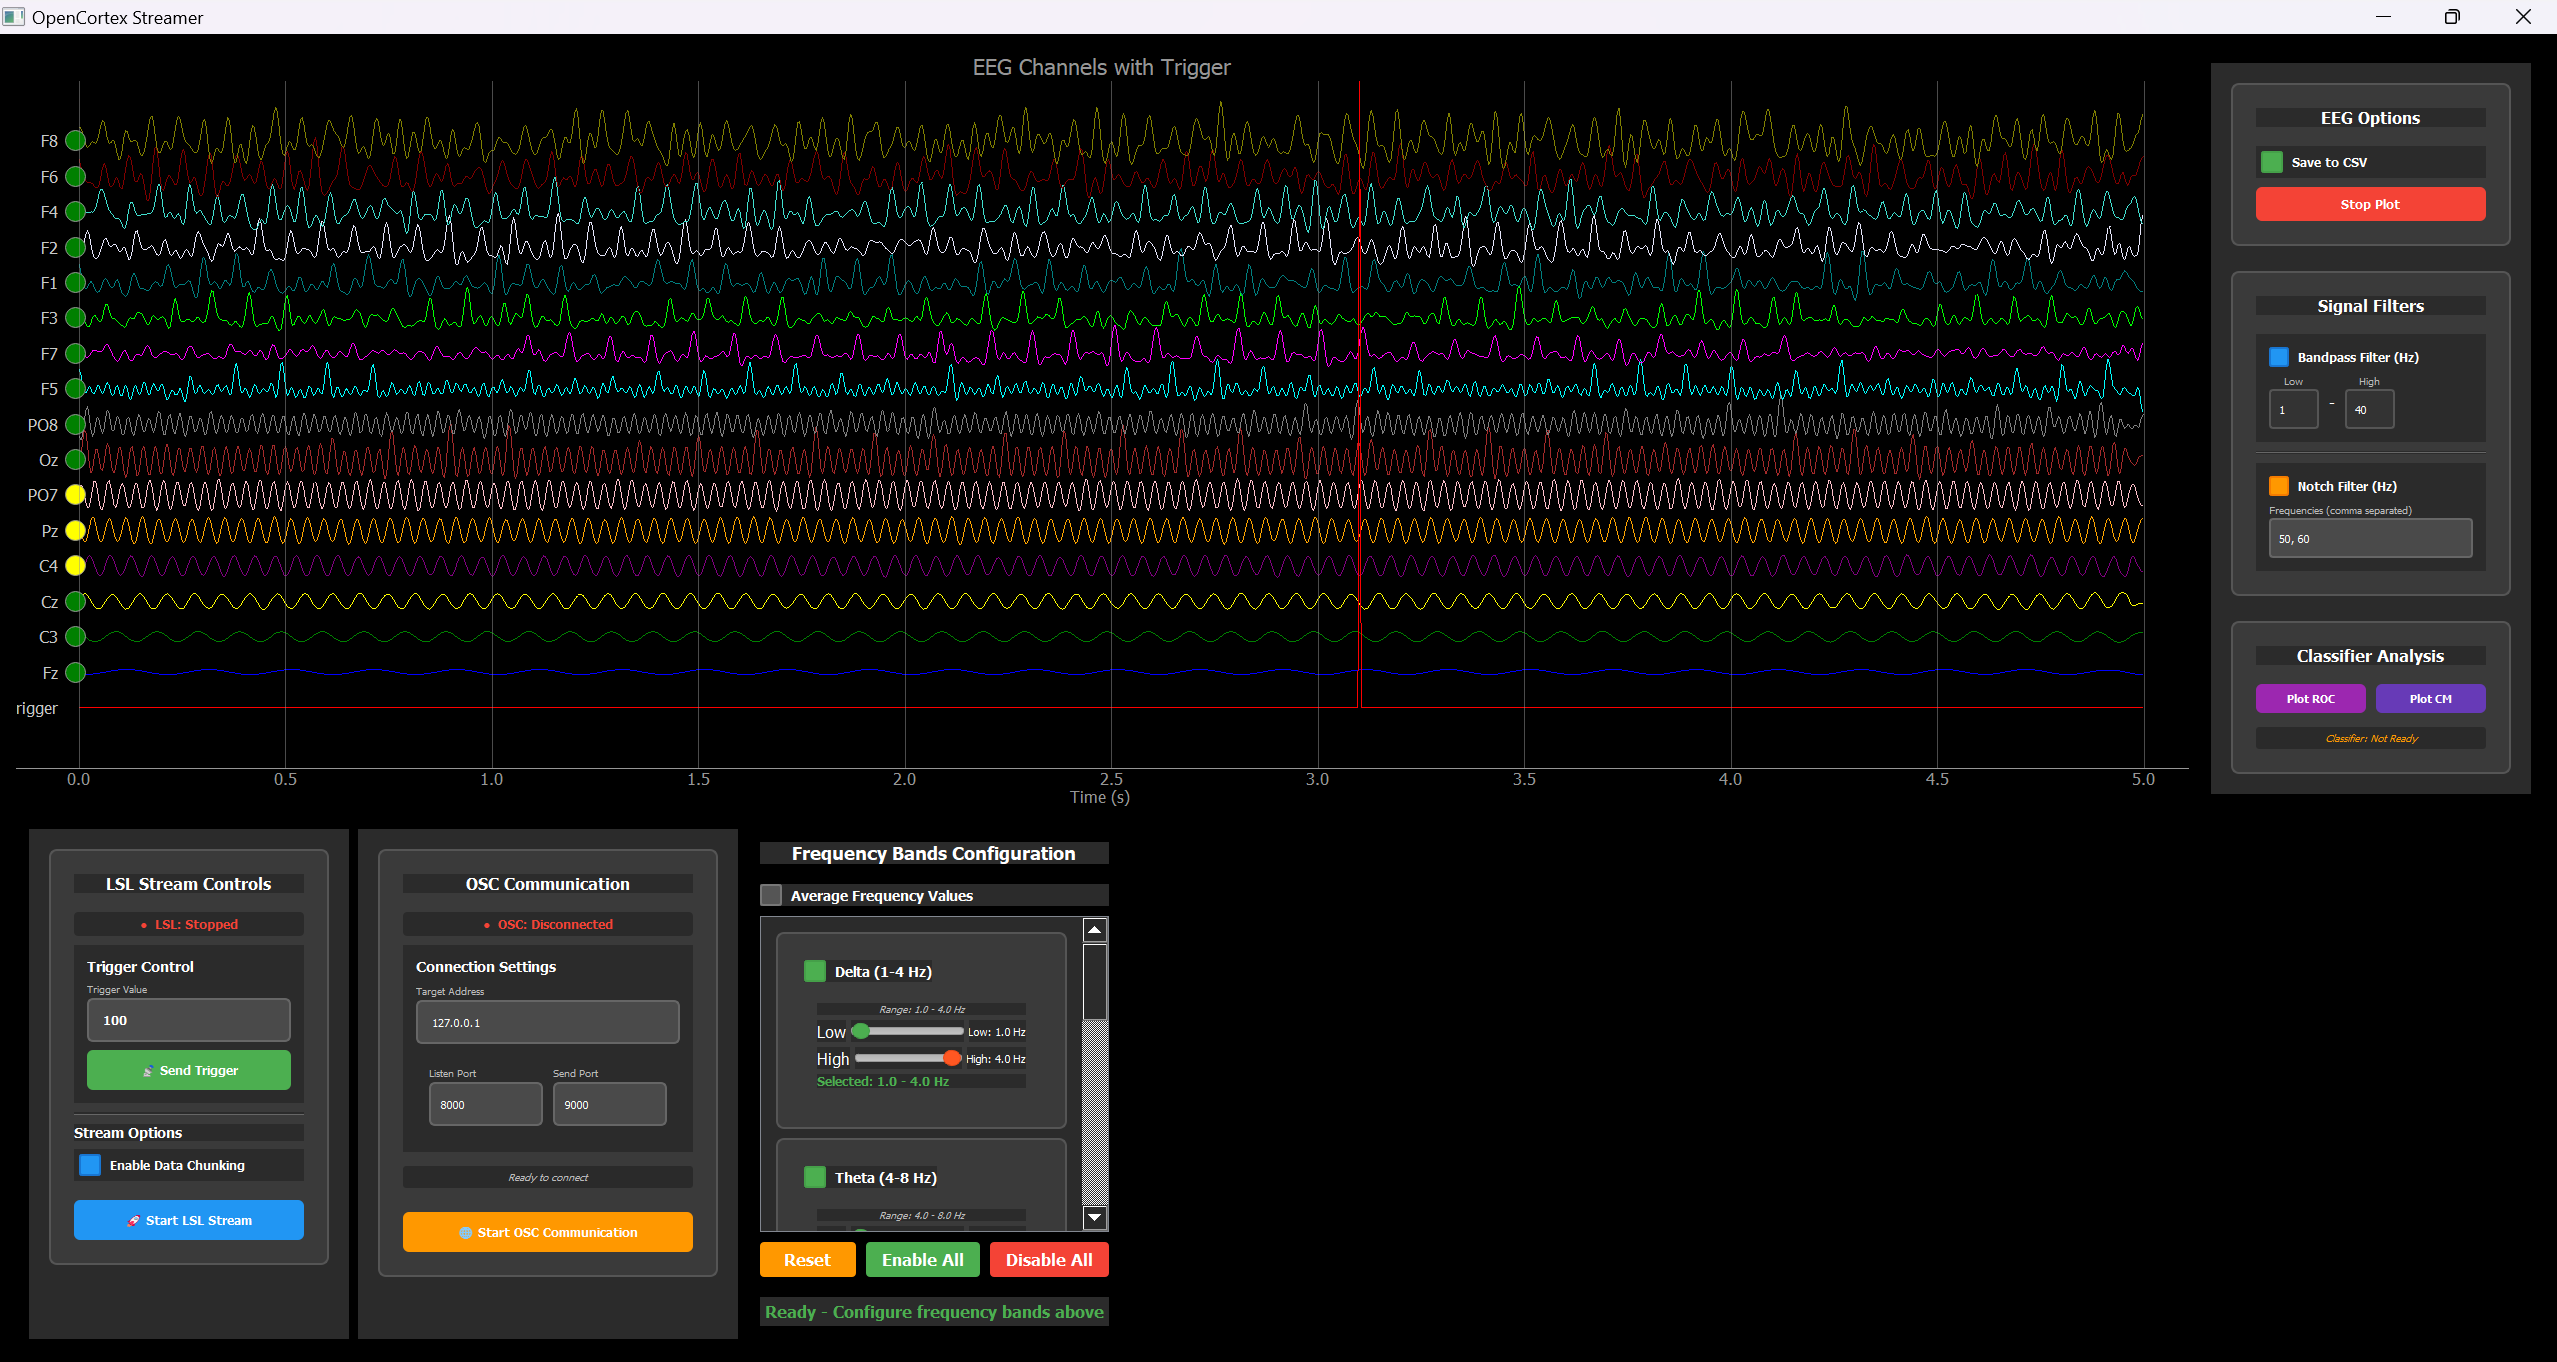 OpenCortex Streamer
EEG Channels with Trigger
F8
F6
F4
F2
F1
F3
F7
F5
PO8
Oz
PO7
Pz
C4
Cz
C3
Fz
rigger
0.0 0.5 1.0 1.5 2.0 2.5 3.0 3.5 4.0 4.5 5.0
Time (s)
EEG Options
Save to CSV
Stop Plot
Signal Filters
Bandpass Filter (Hz)
Low High
1 - 40
Notch Filter (Hz)
Frequencies (comma separated)
50, 60
Classifier Analysis
Plot ROC Plot CM
Classifier: Not Ready
LSL Stream Controls
● LSL: Stopped
Trigger Control
Trigger Value
100
Send Trigger
Stream Options
Enable Data Chunking
🚀 Start LSL Stream
OSC Communication
● OSC: Disconnected
Connection Settings
Target Address
127.0.0.1
Listen Port Send Port
8000 9000
Ready to connect
Start OSC Communication
Frequency Bands Configuration
Average Frequency Values
Delta (1-4 Hz)
Range: 1.0 - 4.0 Hz
Low Low: 1.0 Hz
High High: 4.0 Hz
Selected: 1.0 - 4.0 Hz
Theta (4-8 Hz)
Range: 4.0 - 8.0 Hz
Reset Enable All Disable All
Ready - Configure frequency bands above